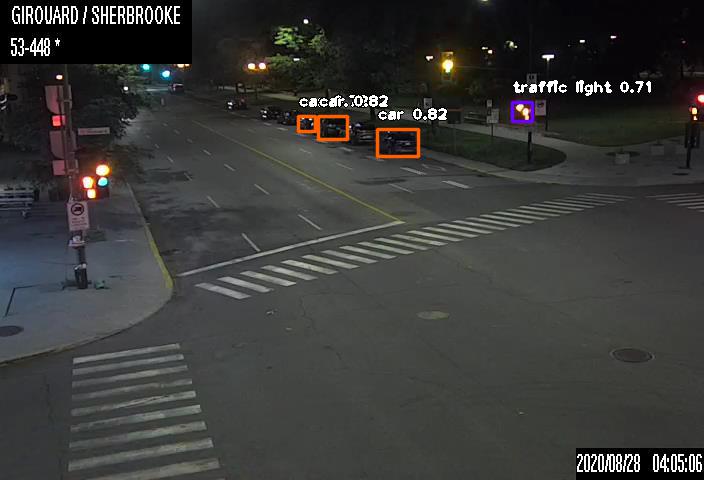 GIROUARD / SHERBROOKE
53-448 *
traffic light 0.71
car 0.82
2020/08/28 04:05:06